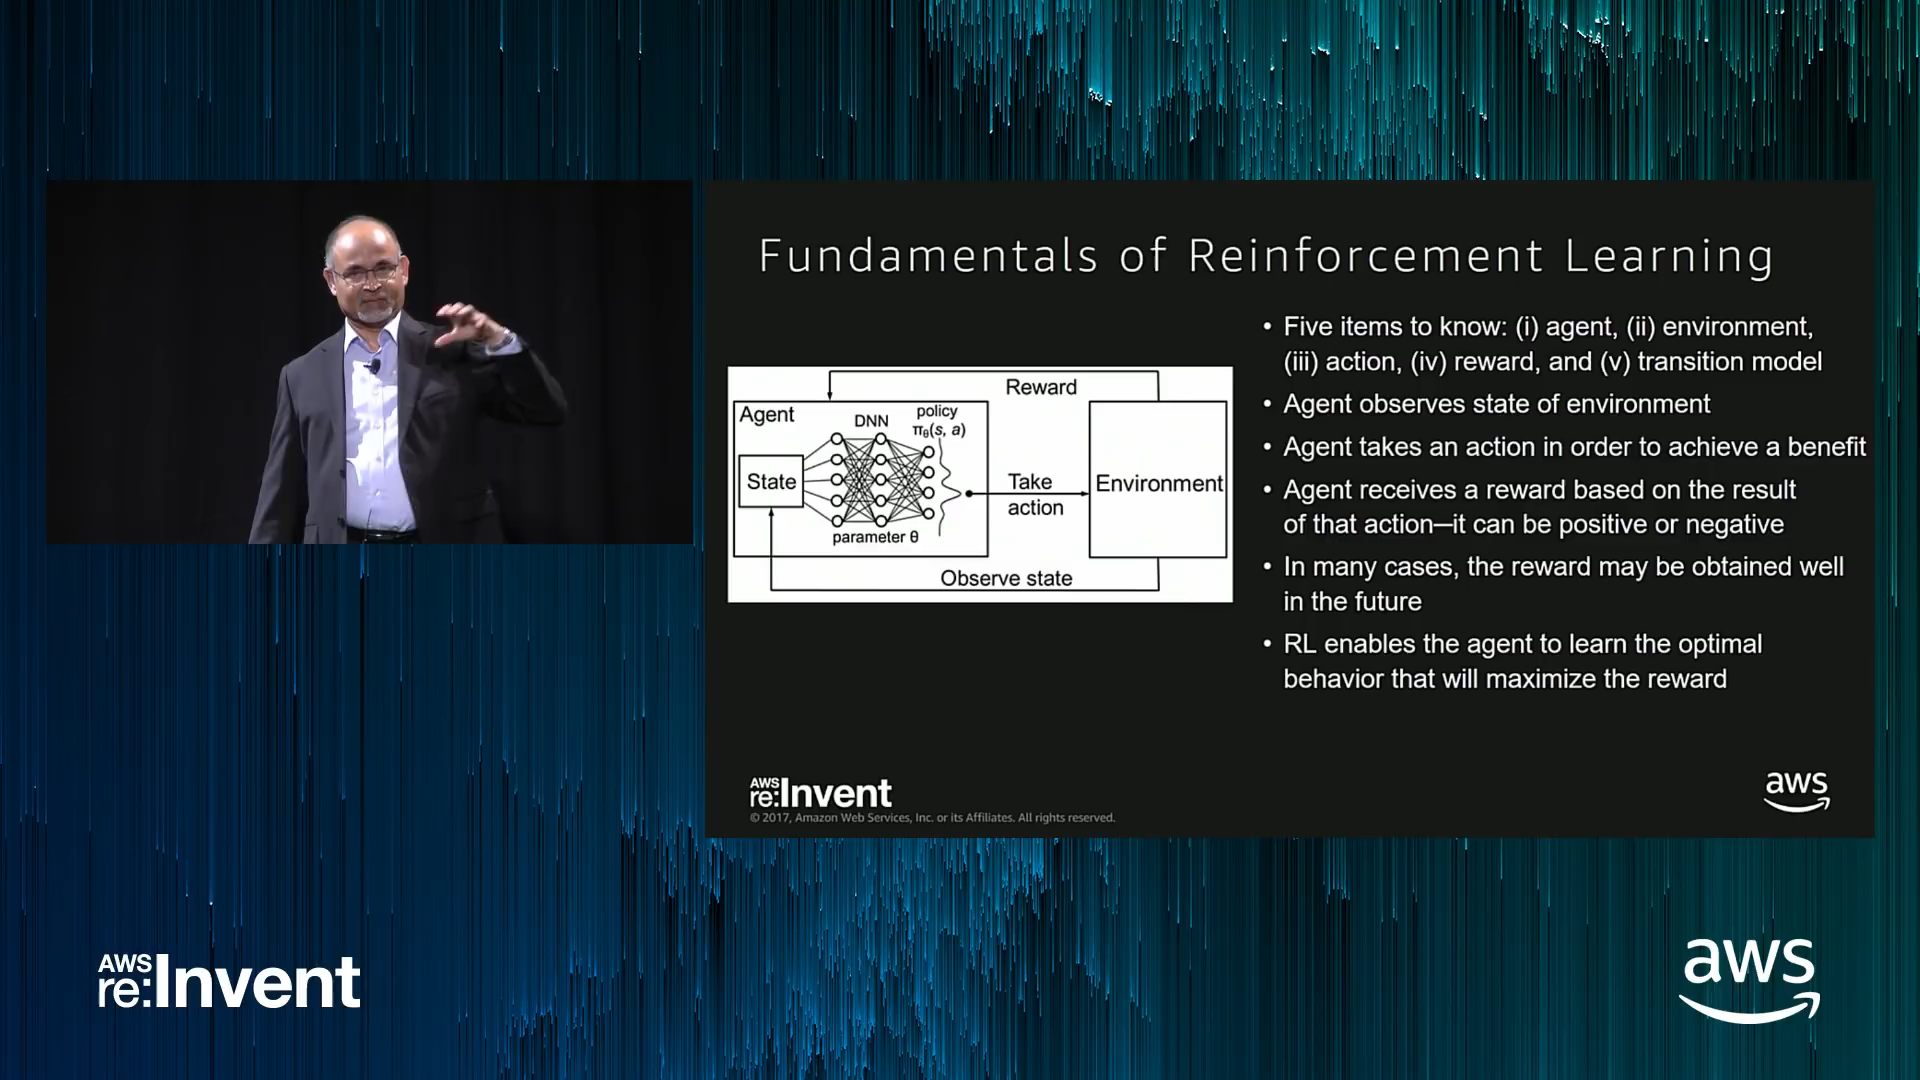 Fundamentals of Reinforcement Learning
Reward
Agent
DNN
policy
πθ(s, a)
State
Take
action
Environment
parameter θ
Observe state
• Five items to know: (i) agent, (ii) environment,
(iii) action, (iv) reward, and (v) transition model
• Agent observes state of environment
• Agent takes an action in order to achieve a benefit
• Agent receives a reward based on the result
of that action—it can be positive or negative
• In many cases, the reward may be obtained well
in the future
• RL enables the agent to learn the optimal
behavior that will maximize the reward
AWS
re:Invent
© 2017, Amazon Web Services, Inc. or its Affiliates. All rights reserved.
aws
AWS
re:Invent
aws